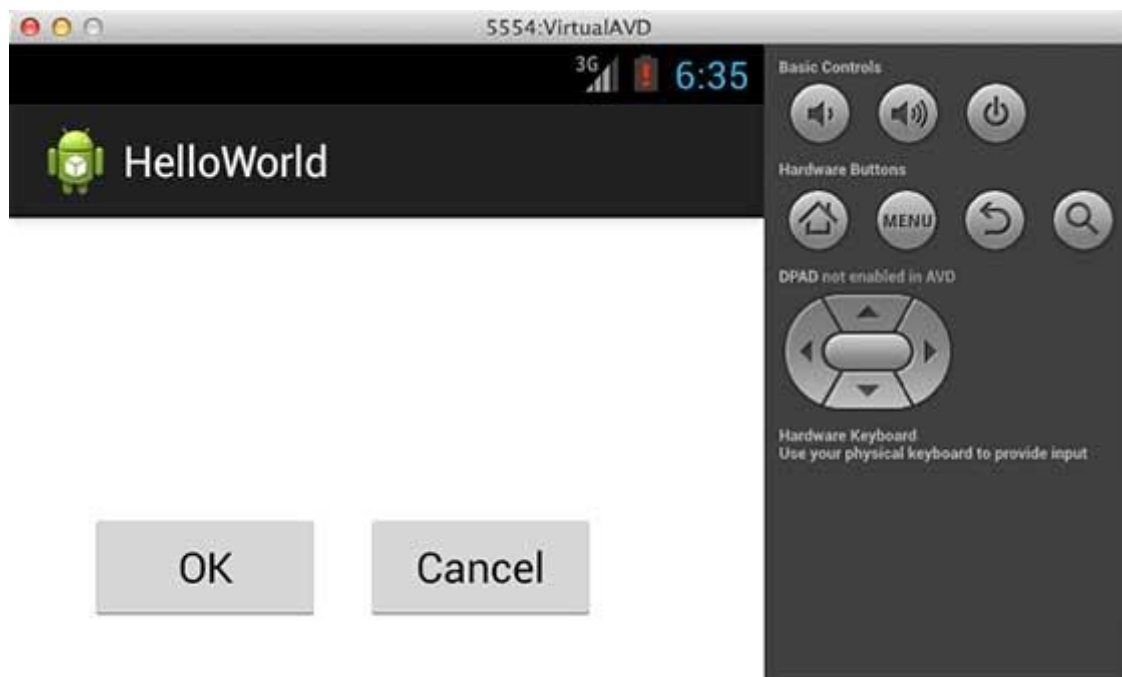 5554:VirtualAVD
3G 6:35
HelloWorld
OK Cancel
Basic Controls
Hardware Buttons
MENU
DPAD not enabled in AVD
Hardware Keyboard
Use your physical keyboard to provide input